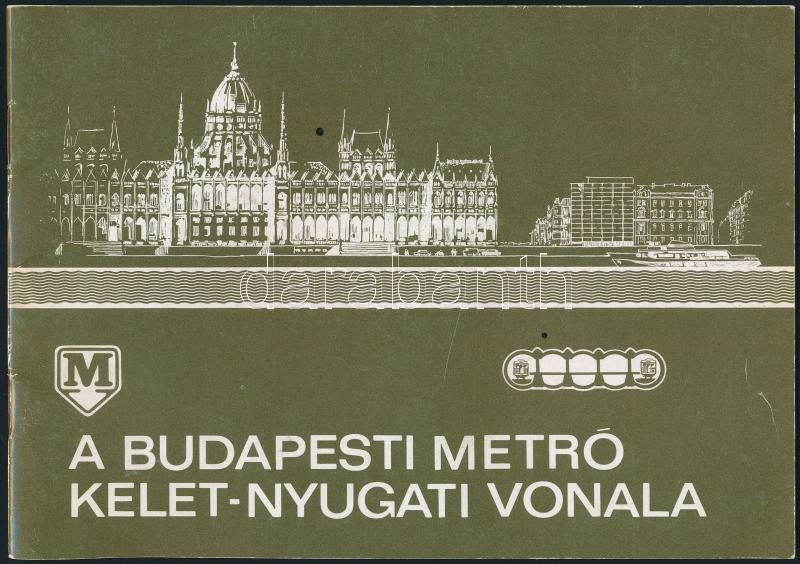 darabanth
M
A BUDAPESTI METRÓ
KELET-NYUGATI VONALA